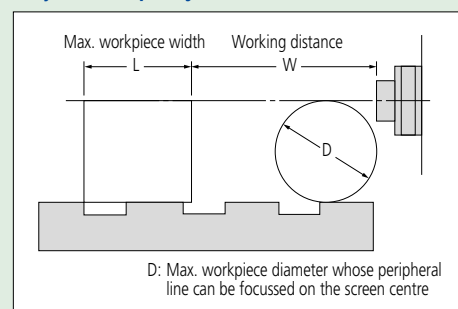 Max. workpiece width
Working distance
L
W
D
D: Max. workpiece diameter whose peripheral
line can be focussed on the screen centre